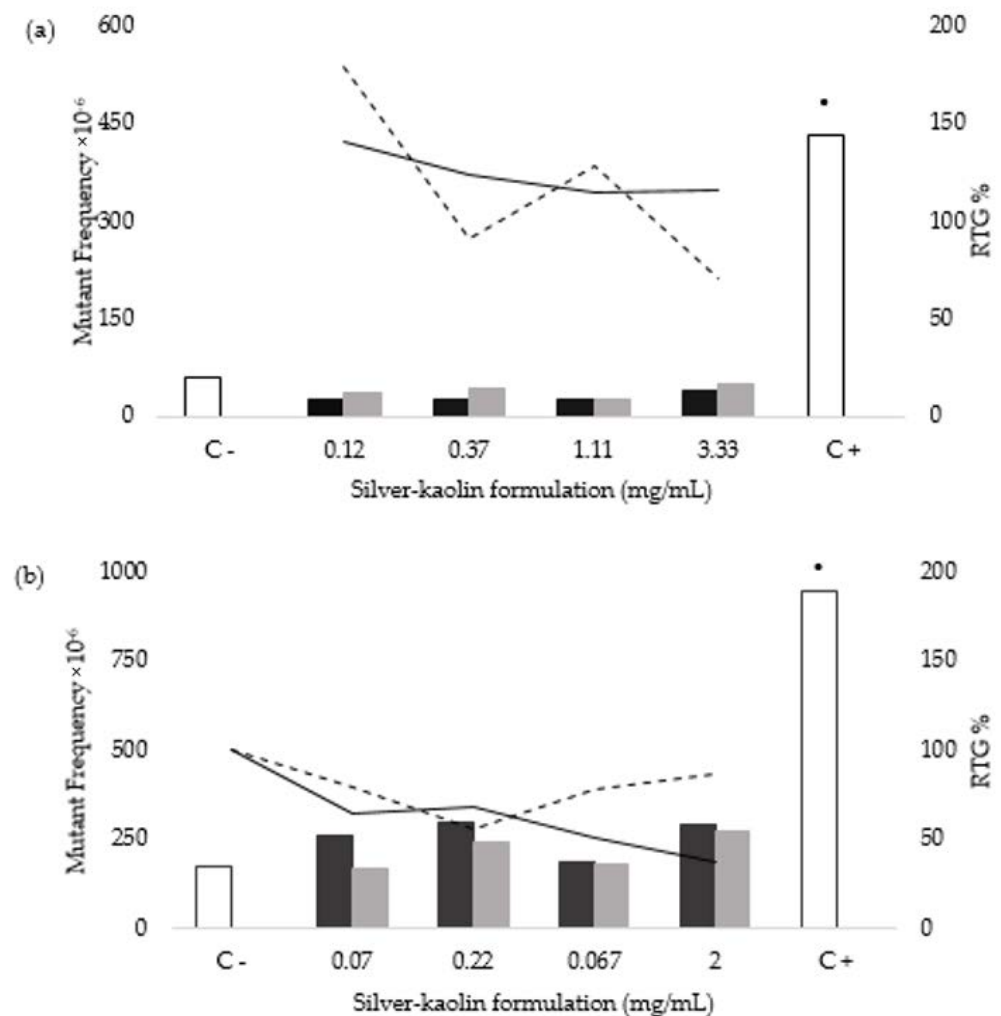 (a)
Mutant Frequency ×10⁻⁶
600
450
300
150
0
200
150
100
50
0
RTG %
C - 0.12 0.37 1.11 3.33 C +
Silver-kaolin formulation (mg/mL)
(b)
Mutant Frequency ×10⁻⁶
1000
750
500
250
0
200
150
100
50
0
RTG %
C - 0.07 0.22 0.067 2 C +
Silver-kaolin formulation (mg/mL)